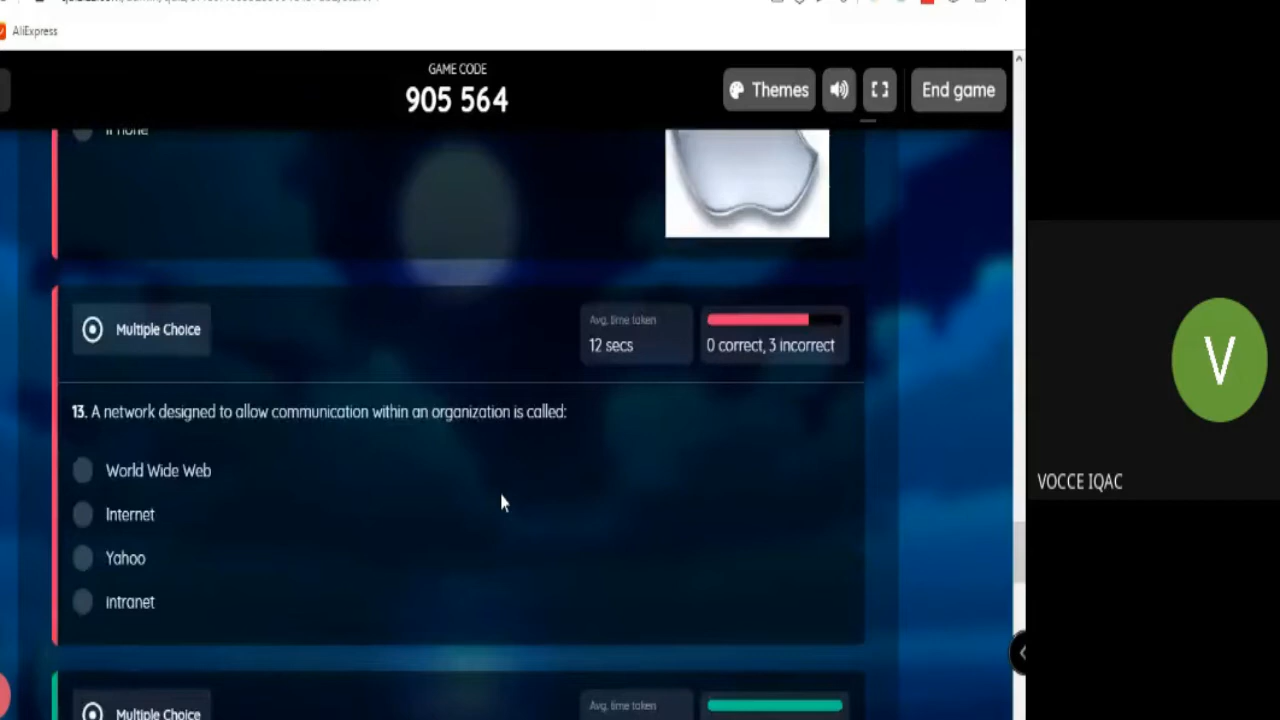 AliExpress
GAME CODE
905 564
Themes
End game
iPhone
Multiple Choice
Avg. time taken
12 secs
0 correct, 3 incorrect
13. A network designed to allow communication within an organization is called:
World Wide Web
Internet
Yahoo
intranet
Multiple Choice
Avg. time taken
V
VOCCE IQAC